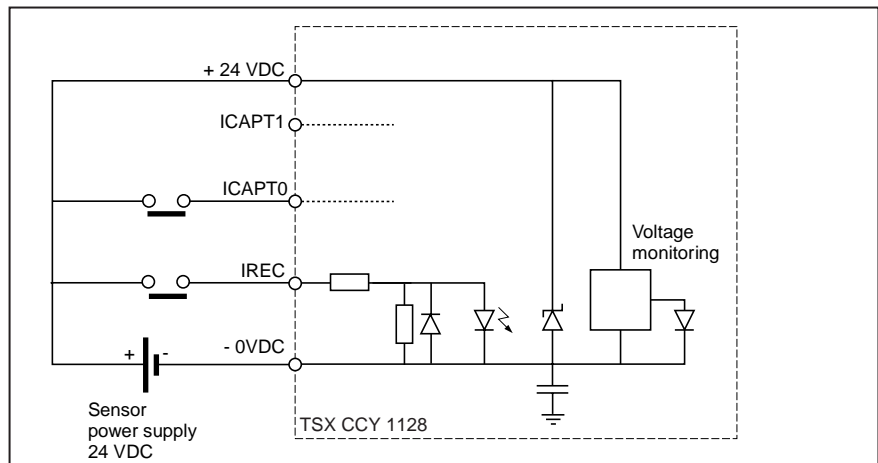 + 24 VDC
ICAPT1
ICAPT0
Voltage
monitoring
IREC
+ -
- 0VDC
Sensor
power supply
24 VDC
TSX CCY 1128